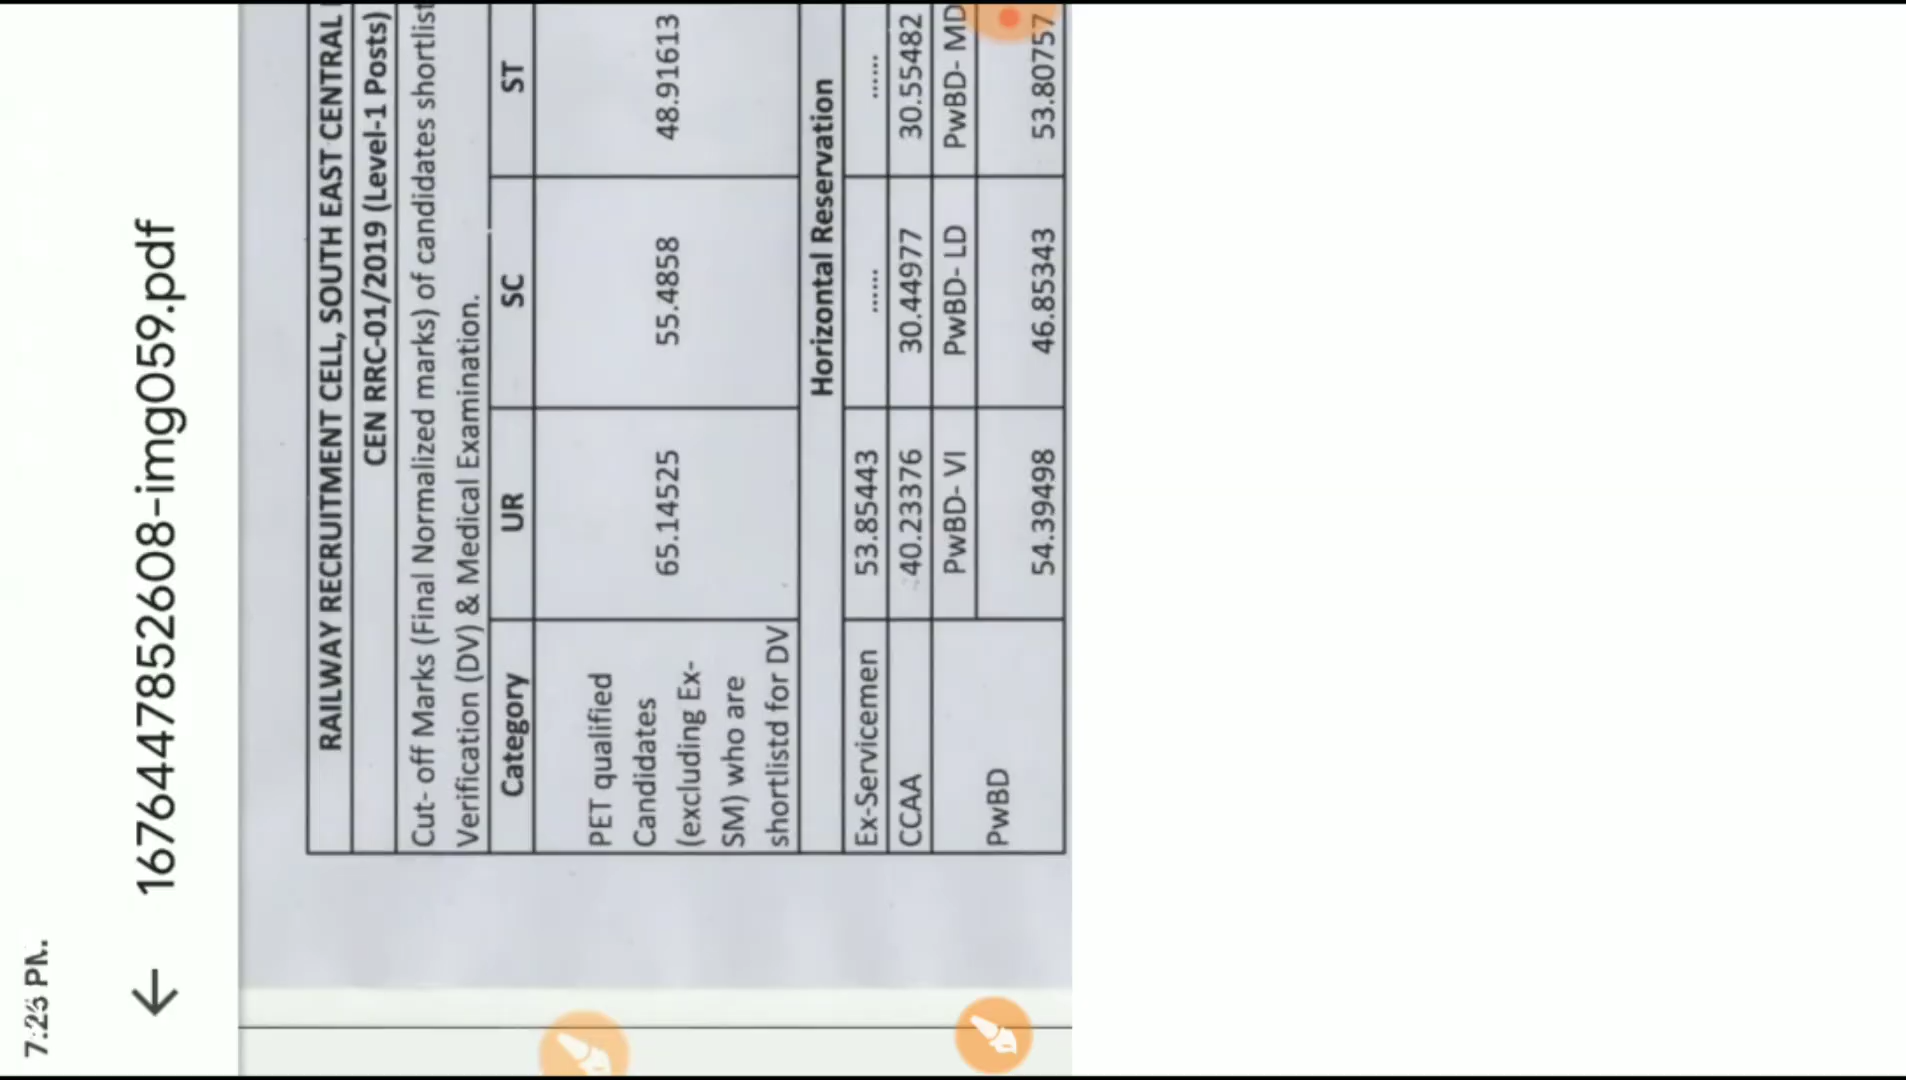 7:26 PM
1676447852608-img059.pdf
RAILWAY RECRUITMENT CELL, SOUTH EAST CENTRAL
CEN RRC-01/2019 (Level-1 Posts)
Cut- off Marks (Final Normalized marks) of candidates shortlist
Verification (DV) & Medical Examination.
Category UR SC ST
PET qualified
Candidates
(excluding Ex-
SM) who are
shortlistd for DV
65.14525 55.4858 48.91613
Horizontal Reservation
Ex-Servicemen 53.85443 ...... ......
CCAA 40.23376 30.44977 30.55482
PwBD PwBD- VI PwBD- LD PwBD- MD
54.39498 46.85343 53.80757